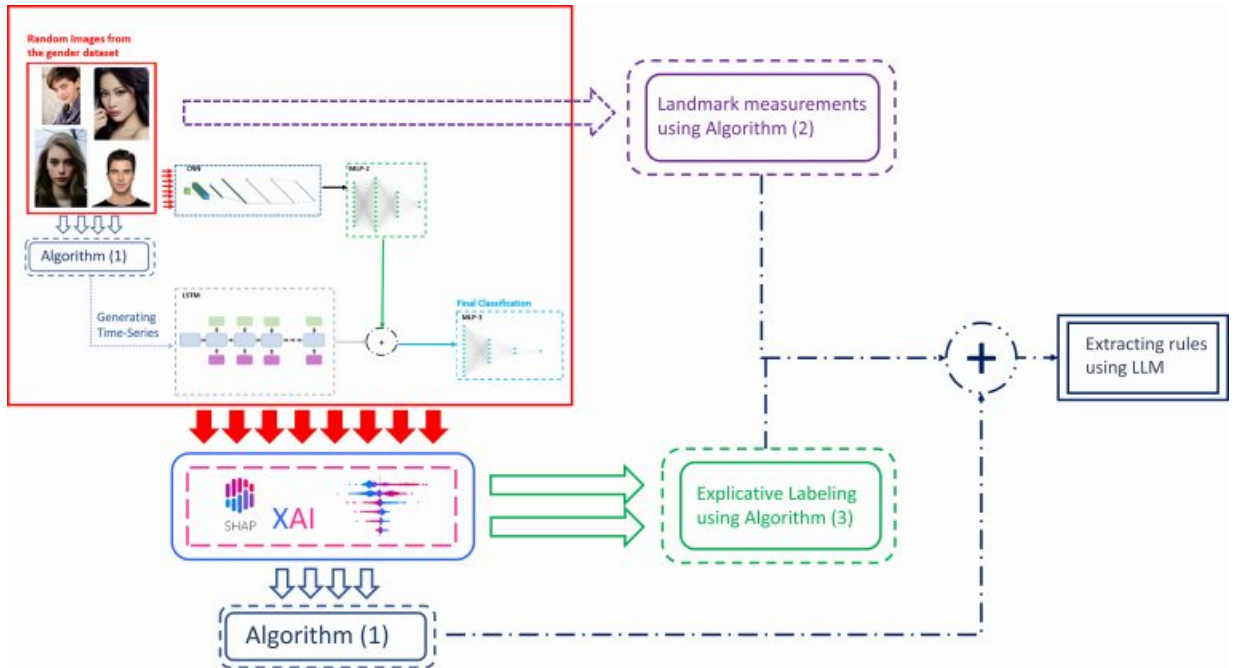 Random Images from
the gender dataset
Landmark measurements
using Algorithm (2)
CNN
MLP-2
Algorithm (1)
LSTM
Generating
Time-Series
Final Classification
MLP-3
+
+
Extracting rules
using LLM
SHAP
XAI
Explicative Labeling
using Algorithm (3)
Algorithm (1)